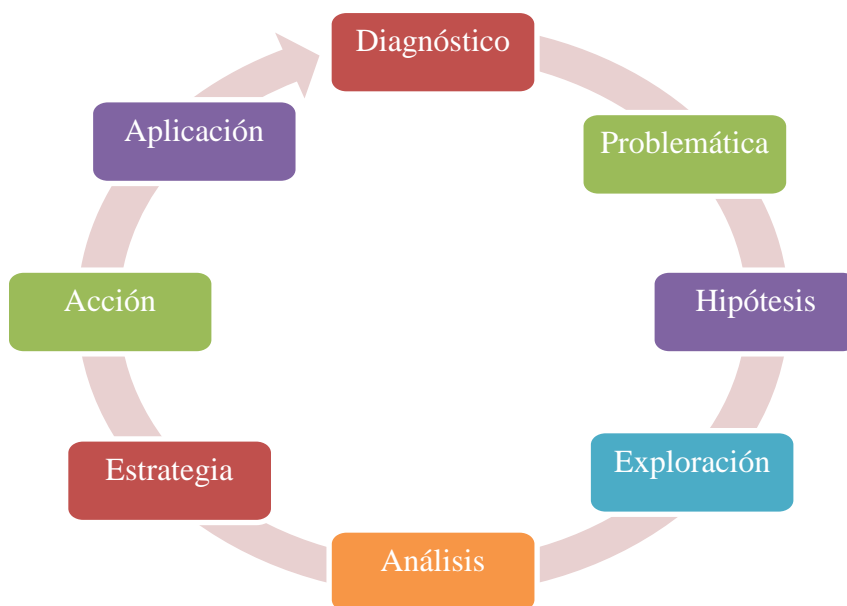 Diagnóstico
Problemática
Hipótesis
Exploración
Análisis
Estrategia
Acción
Aplicación